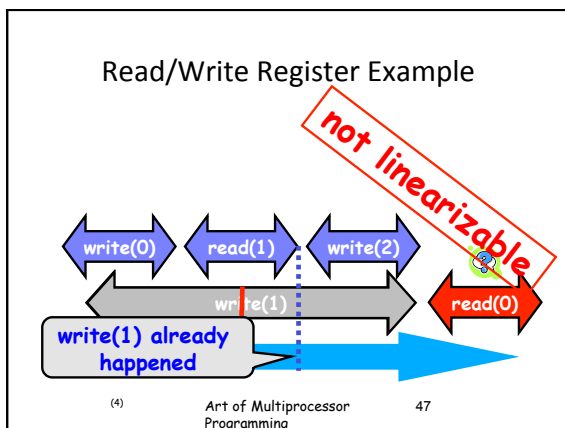 Read/Write Register Example
not linearizable
write(0)
read(1)
write(2)
write(1)
read(0)
write(1) already
happened
(4)
Art of Multiprocessor
Programming
47